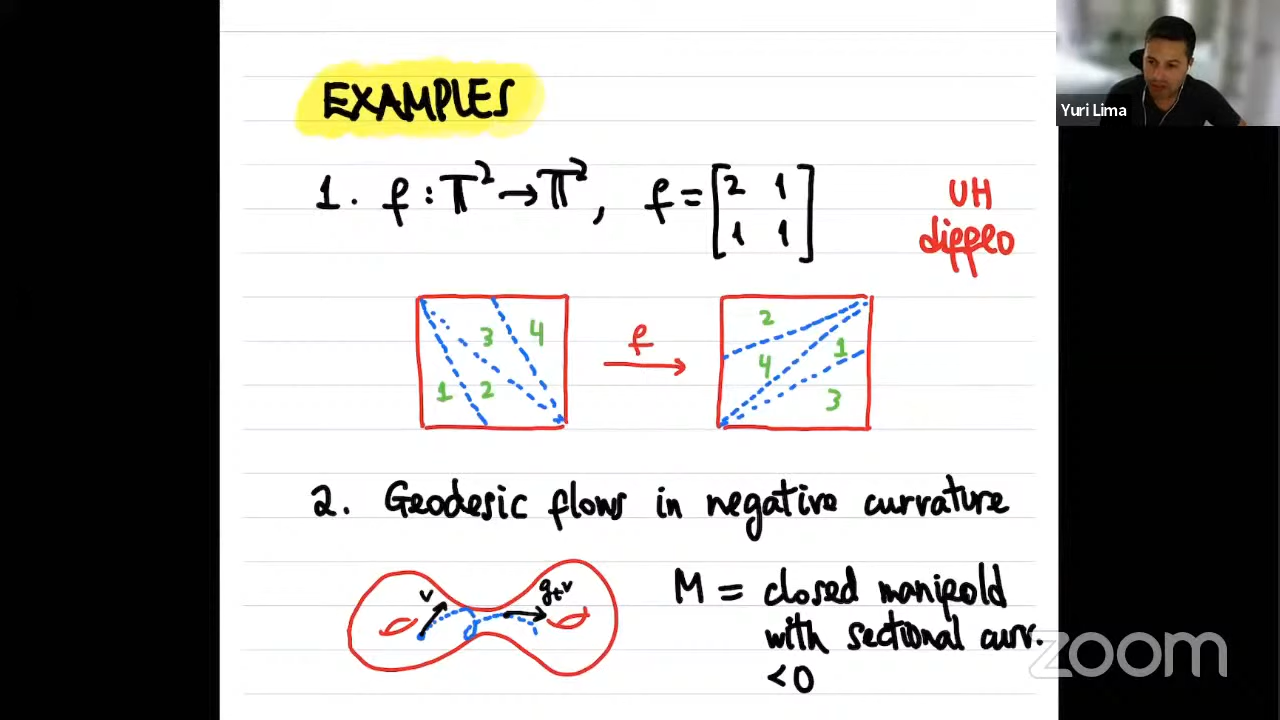 EXAMPLES
Yuri Lima
1. f : 𝕋² → 𝕋², f = [2 1
1 1]
UH
diffeo
3 4
1 2
f
2
4 1
3
2. Geodesic flows in negative curvature
v g_t v
M = closed manifold
with sectional curv.
< 0
zoom